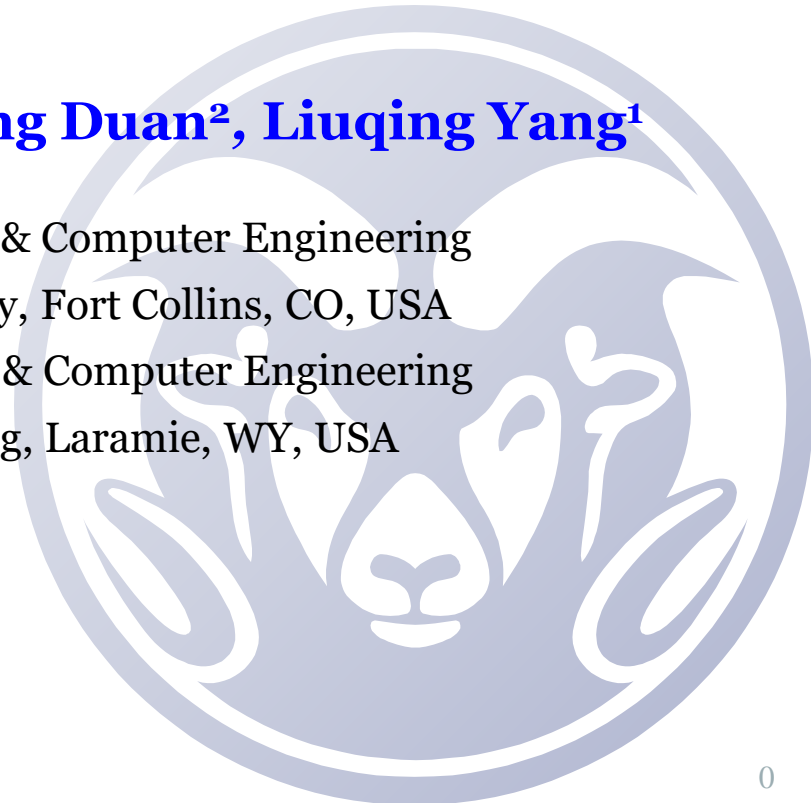 ng Duan², Liuqing Yang¹
& Computer Engineering
y, Fort Collins, CO, USA
& Computer Engineering
g, Laramie, WY, USA
0